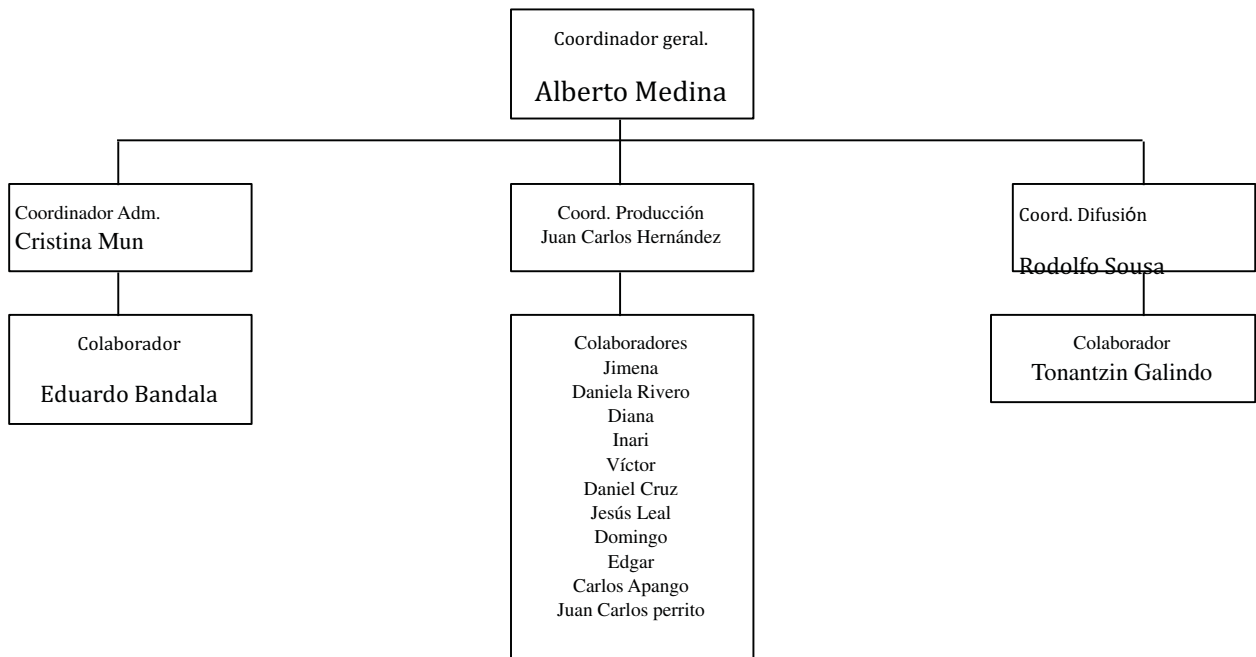 Coordinador geral.
Alberto Medina
Coordinador Adm.
Cristina Mun
Coord. Producción
Juan Carlos Hernández
Coord. Difusión
Rodolfo Sousa
Colaborador
Eduardo Bandala
Colaboradores
Jimena
Daniela Rivero
Diana
Inari
Víctor
Daniel Cruz
Jesús Leal
Domingo
Edgar
Carlos Apango
Juan Carlos perrito
Colaborador
Tonantzin Galindo